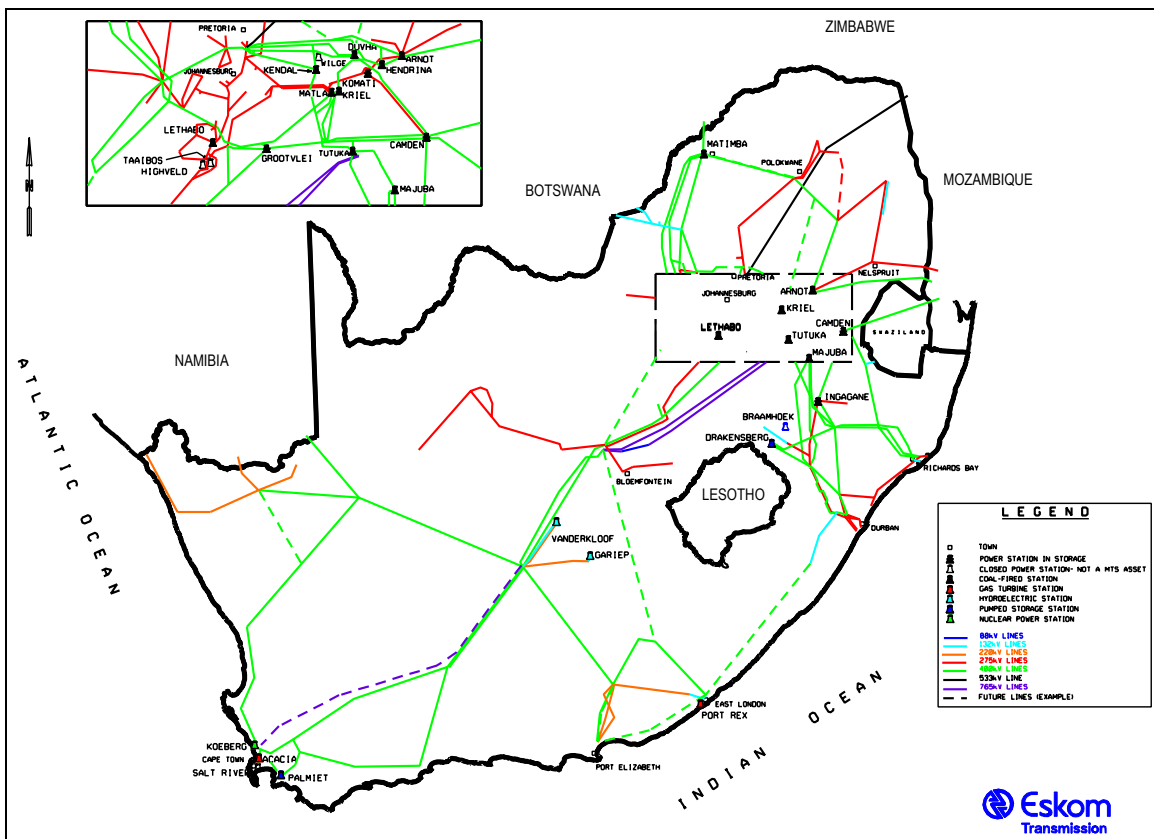 ZIMBABWE
PRETORIA
DUVHA
WILGE
ARNOT
JOHANNESBURG
KENDAL
HENDRINA
KOMATI
MATLA
KRIEL
LETHABO
TAAIBOS
HIGHVELD
GROOTVLEI
TUTUKA
CAMDEN
MAJUBA
N
BOTSWANA
MOZAMBIQUE
MATIMBA
POLOKWANE
PRETORIA
NELSPRUIT
JOHANNESBURG
ARNOT
KRIEL
LETHABO
CAMDEN
TUTUKA
SWAZILAND
MAJUBA
NAMIBIA
ATLANTIC OCEAN
INGAGANE
BRAAMHOEK
DRAKENSBERG
RICHARDS BAY
BLOEMFONTEIN
LESOTHO
DURBAN
VANDERKLOOF
GARIEP
EAST LONDON
PORT REX
KOEBERG
CAPE TOWN
ACACIA
SALT RIVER
PALMIET
PORT ELIZABETH
INDIAN OCEAN
LEGEND
TOWN
POWER STATION IN STORAGE
CLOSED POWER STATION- NOT A MTS ASSET
COAL-FIRED STATION
GAS TURBINE STATION
HYDROELECTRIC STATION
PUMPED STORAGE STATION
NUCLEAR POWER STATION
88kV LINES
132kV LINES
220kV LINES
275kV LINES
400kV LINES
533kV LINE
765kV LINES
FUTURE LINES (EXAMPLE)
Eskom
Transmission